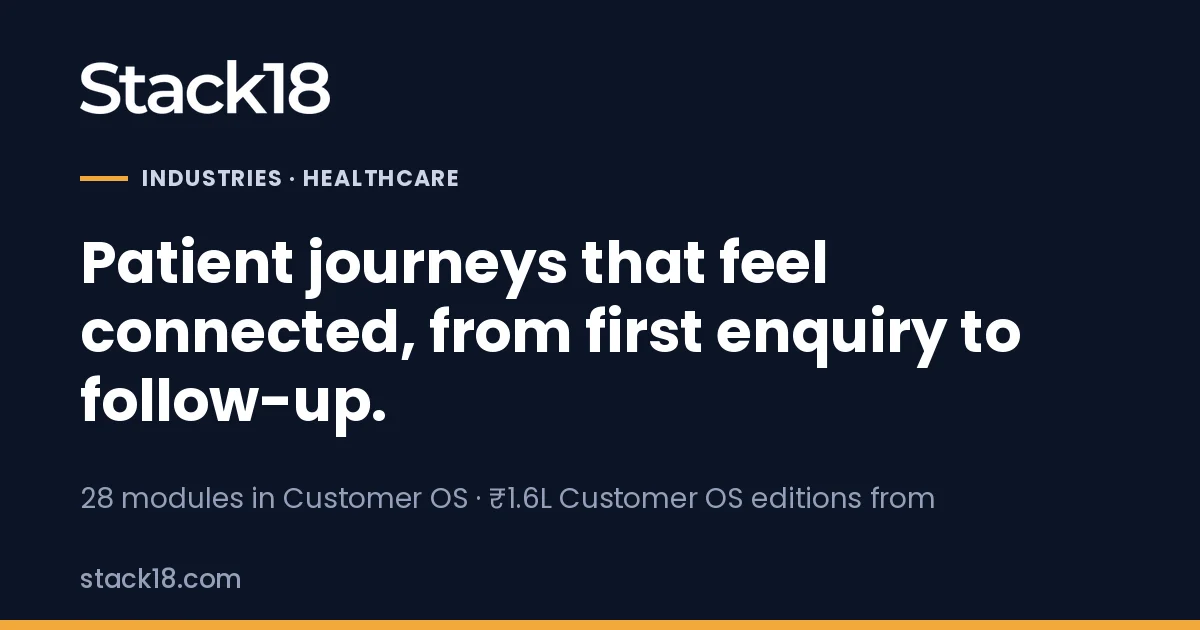 Stack18
INDUSTRIES · HEALTHCARE
Patient journeys that feel
connected, from first enquiry to
follow-up.
28 modules in Customer OS · ₹1.6L Customer OS editions from
stack18.com